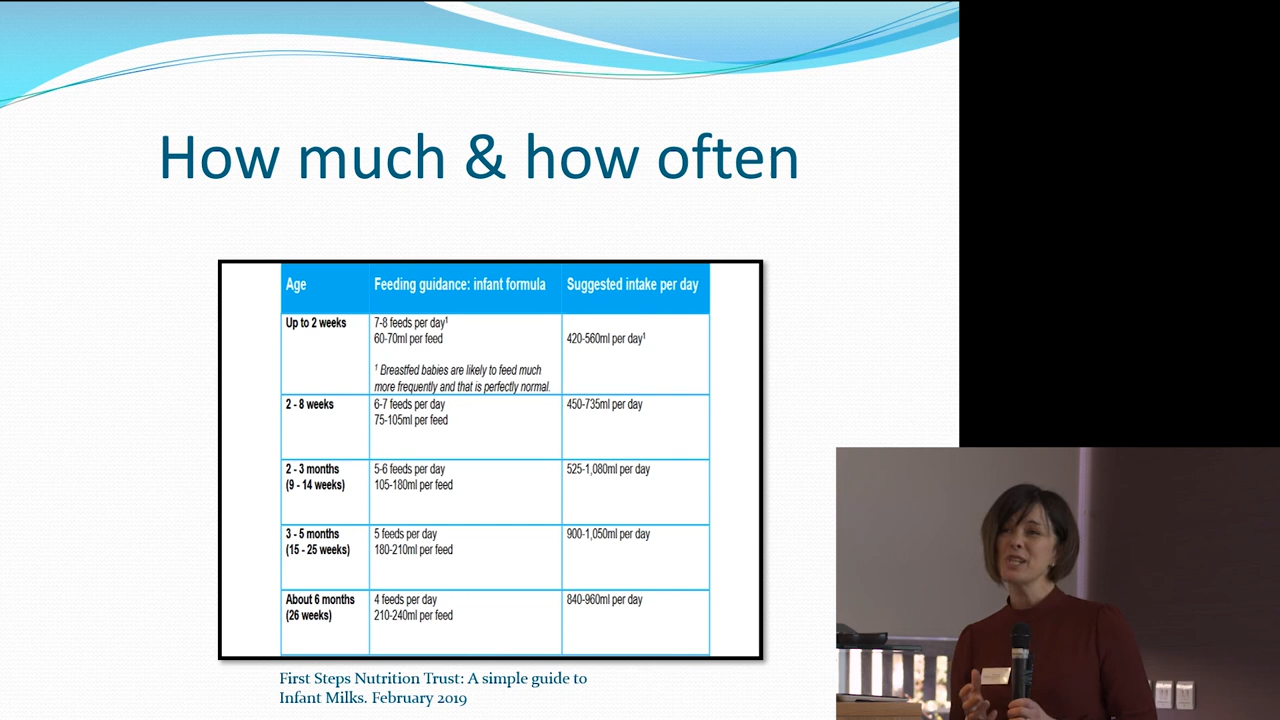 How much & how often
Age Feeding guidance: infant formula Suggested intake per day
Up to 2 weeks 7-8 feeds per day¹
60-70ml per feed 420-560ml per day¹
¹ Breastfed babies are likely to feed much
more frequently and that is perfectly normal.
2 - 8 weeks 6-7 feeds per day 450-735ml per day
75-105ml per feed
2 - 3 months 5-6 feeds per day 525-1,080ml per day
(9 - 14 weeks) 105-180ml per feed
3 - 5 months 5 feeds per day 900-1,050ml per day
(15 - 25 weeks) 180-210ml per feed
About 6 months 4 feeds per day 840-960ml per day
(26 weeks) 210-240ml per feed
First Steps Nutrition Trust: A simple guide to
Infant Milks. February 2019